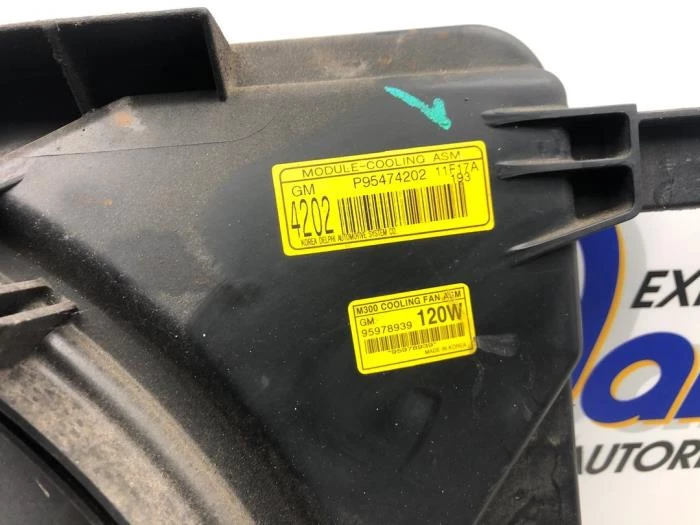 MODULE-COOLING ASM
GM P95474202 11F17A
4202 193
KOREA DELPHI AUTOMOTIVE SYSTEM CO.
M300 COOLING FAN ASM
GM
95978939 120W
*95978939*
MADE IN KOREA
EX
AUTOR